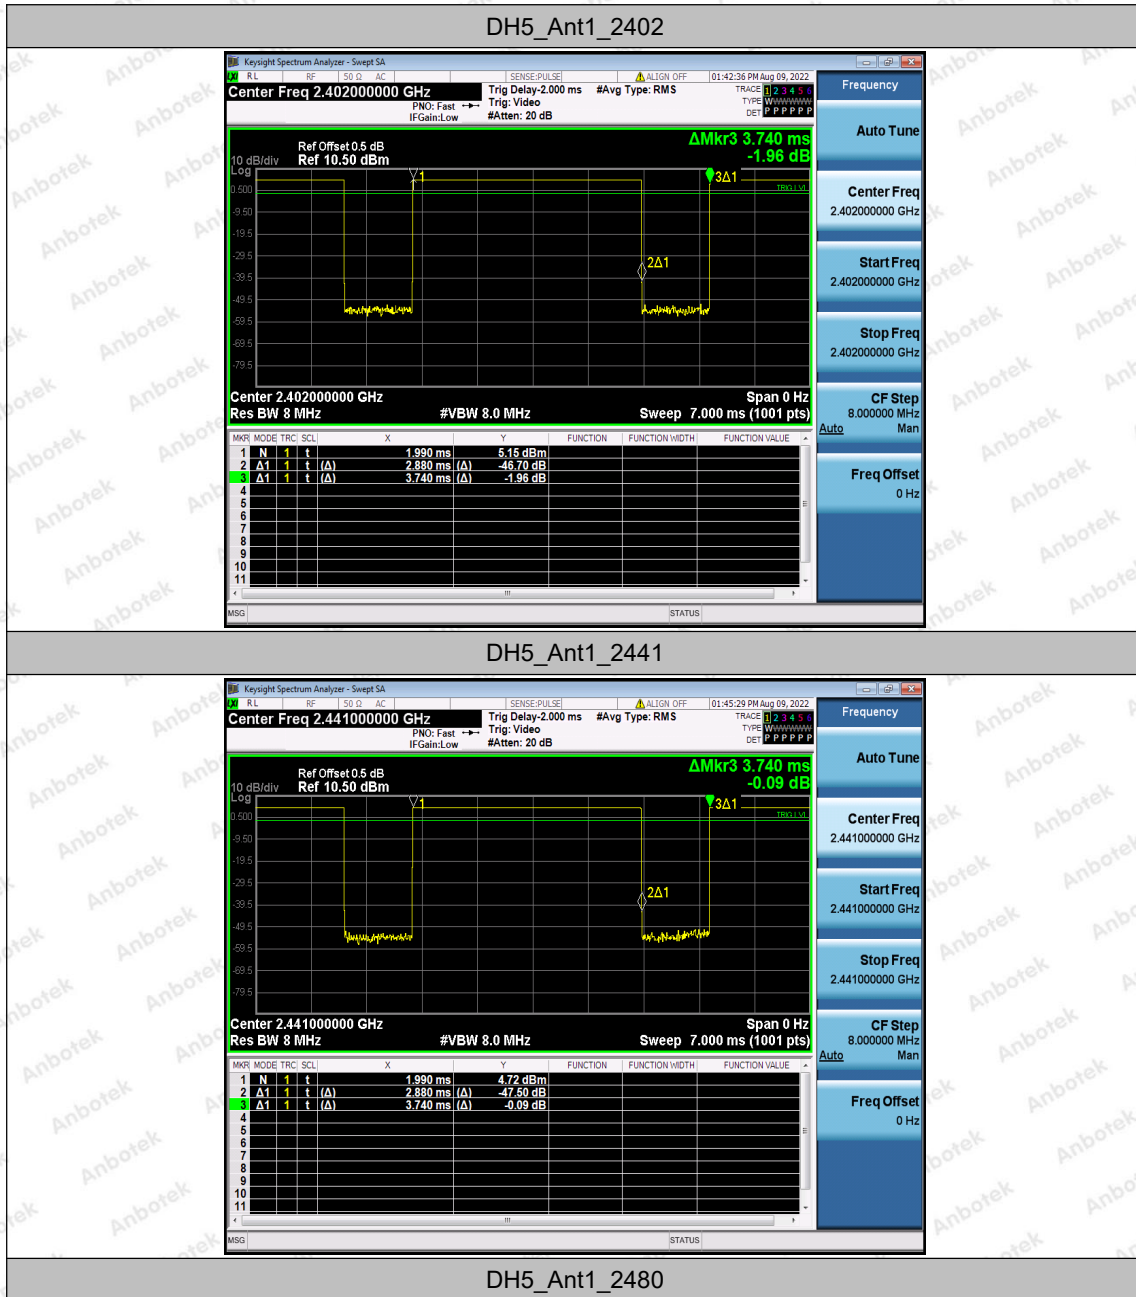 DH5_Ant1_2402
Keysight Spectrum Analyzer - Swept SA
LXI RL RF 50 Ω AC SENSE:PULSE ALIGN OFF 01:42:36 PM Aug 09, 2022
Center Freq 2.402000000 GHz
PNO: Fast
IFGain:Low
Trig Delay-2.000 ms
Trig: Video
#Atten: 20 dB
#Avg Type: RMS
TRACE 1 2 3 4 5 6
TYPE WWWWWW
DET P P P P P P
ΔMkr3 3.740 ms
-1.96 dB
Ref Offset 0.5 dB
10 dB/div Ref 10.50 dBm
Log
0.500
-9.50
-19.5
-29.5
-39.5
-49.5
-59.5
-69.5
-79.5
1
3Δ1
TRIG LVL
2Δ1
Center 2.402000000 GHz Span 0 Hz
Res BW 8 MHz #VBW 8.0 MHz Sweep 7.000 ms (1001 pts)
MKR MODE TRC SCL X Y FUNCTION FUNCTION WIDTH FUNCTION VALUE
1 N 1 t 1.990 ms 5.15 dBm
2 Δ1 1 t (Δ) 2.880 ms (Δ) -46.70 dB
3 Δ1 1 t (Δ) 3.740 ms (Δ) -1.96 dB
4
5
6
7
8
9
10
11
MSG STATUS
Frequency
Auto Tune
Center Freq
2.402000000 GHz
Start Freq
2.402000000 GHz
Stop Freq
2.402000000 GHz
CF Step
8.000000 MHz
Auto Man
Freq Offset
0 Hz
DH5_Ant1_2441
Keysight Spectrum Analyzer - Swept SA
LXI RL RF 50 Ω AC SENSE:PULSE ALIGN OFF 01:45:29 PM Aug 09, 2022
Center Freq 2.441000000 GHz
PNO: Fast
IFGain:Low
Trig Delay-2.000 ms
Trig: Video
#Atten: 20 dB
#Avg Type: RMS
TRACE 1 2 3 4 5 6
TYPE WWWWWW
DET P P P P P P
ΔMkr3 3.740 ms
-0.09 dB
Ref Offset 0.5 dB
10 dB/div Ref 10.50 dBm
Log
0.500
-9.50
-19.5
-29.5
-39.5
-49.5
-59.5
-69.5
-79.5
1
3Δ1
TRIG LVL
2Δ1
Center 2.441000000 GHz Span 0 Hz
Res BW 8 MHz #VBW 8.0 MHz Sweep 7.000 ms (1001 pts)
MKR MODE TRC SCL X Y FUNCTION FUNCTION WIDTH FUNCTION VALUE
1 N 1 t 1.990 ms 4.72 dBm
2 Δ1 1 t (Δ) 2.880 ms (Δ) -47.50 dB
3 Δ1 1 t (Δ) 3.740 ms (Δ) -0.09 dB
4
5
6
7
8
9
10
11
MSG STATUS
Frequency
Auto Tune
Center Freq
2.441000000 GHz
Start Freq
2.441000000 GHz
Stop Freq
2.441000000 GHz
CF Step
8.000000 MHz
Auto Man
Freq Offset
0 Hz
DH5_Ant1_2480
Anbotek